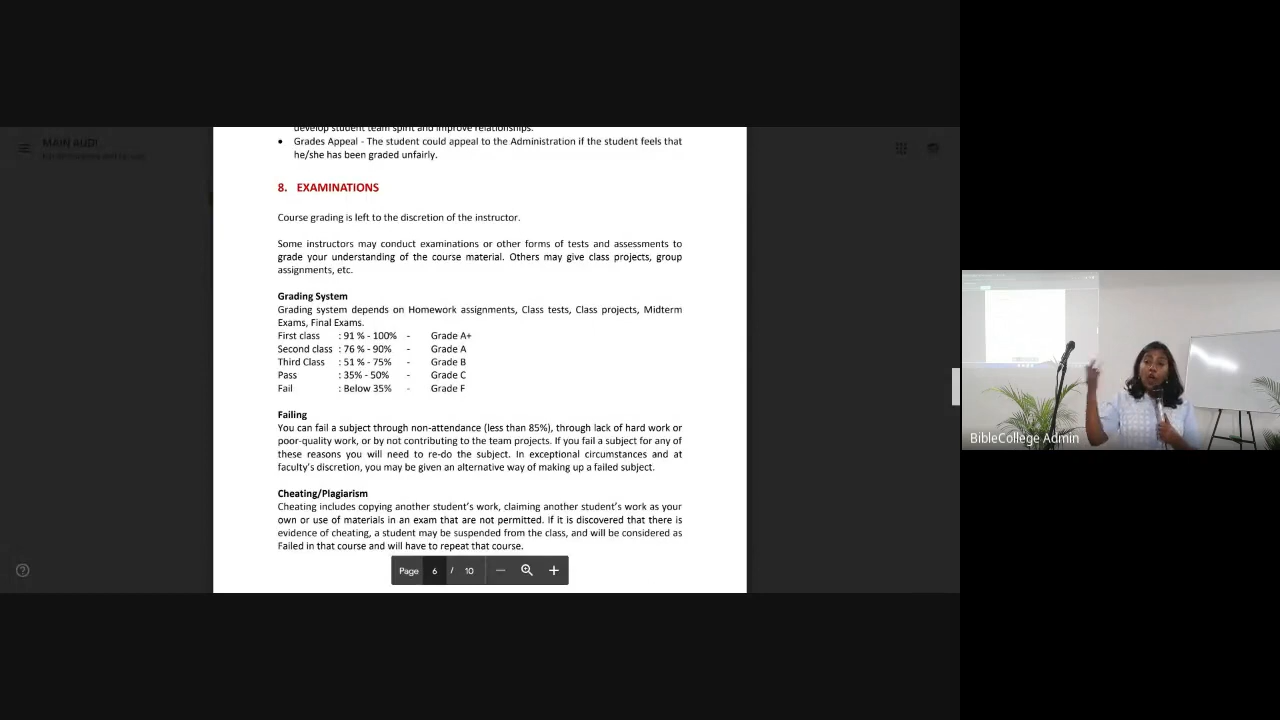 MAIN AUDI
develop student team spirit and improve relationships.
• Grades Appeal - The student could appeal to the Administration if the student feels that
he/she has been graded unfairly.
8. EXAMINATIONS
Course grading is left to the discretion of the instructor.
Some instructors may conduct examinations or other forms of tests and assessments to
grade your understanding of the course material. Others may give class projects, group
assignments, etc.
Grading System
Grading system depends on Homework assignments, Class tests, Class projects, Midterm
Exams, Final Exams.
First class : 91 % - 100% - Grade A+
Second class : 76 % - 90% - Grade A
Third Class : 51 % - 75% - Grade B
Pass : 35% - 50% - Grade C
Fail : Below 35% - Grade F
Failing
You can fail a subject through non-attendance (less than 85%), through lack of hard work or
poor-quality work, or by not contributing to the team projects. If you fail a subject for any of
these reasons you will need to re-do the subject. In exceptional circumstances and at
faculty's discretion, you may be given an alternative way of making up a failed subject.
Cheating/Plagiarism
Cheating includes copying another student's work, claiming another student's work as your
own or use of materials in an exam that are not permitted. If it is discovered that there is
evidence of cheating, a student may be suspended from the class, and will be considered as
Failed in that course and will have to repeat that course.
Page 6 / 10
BibleCollege Admin